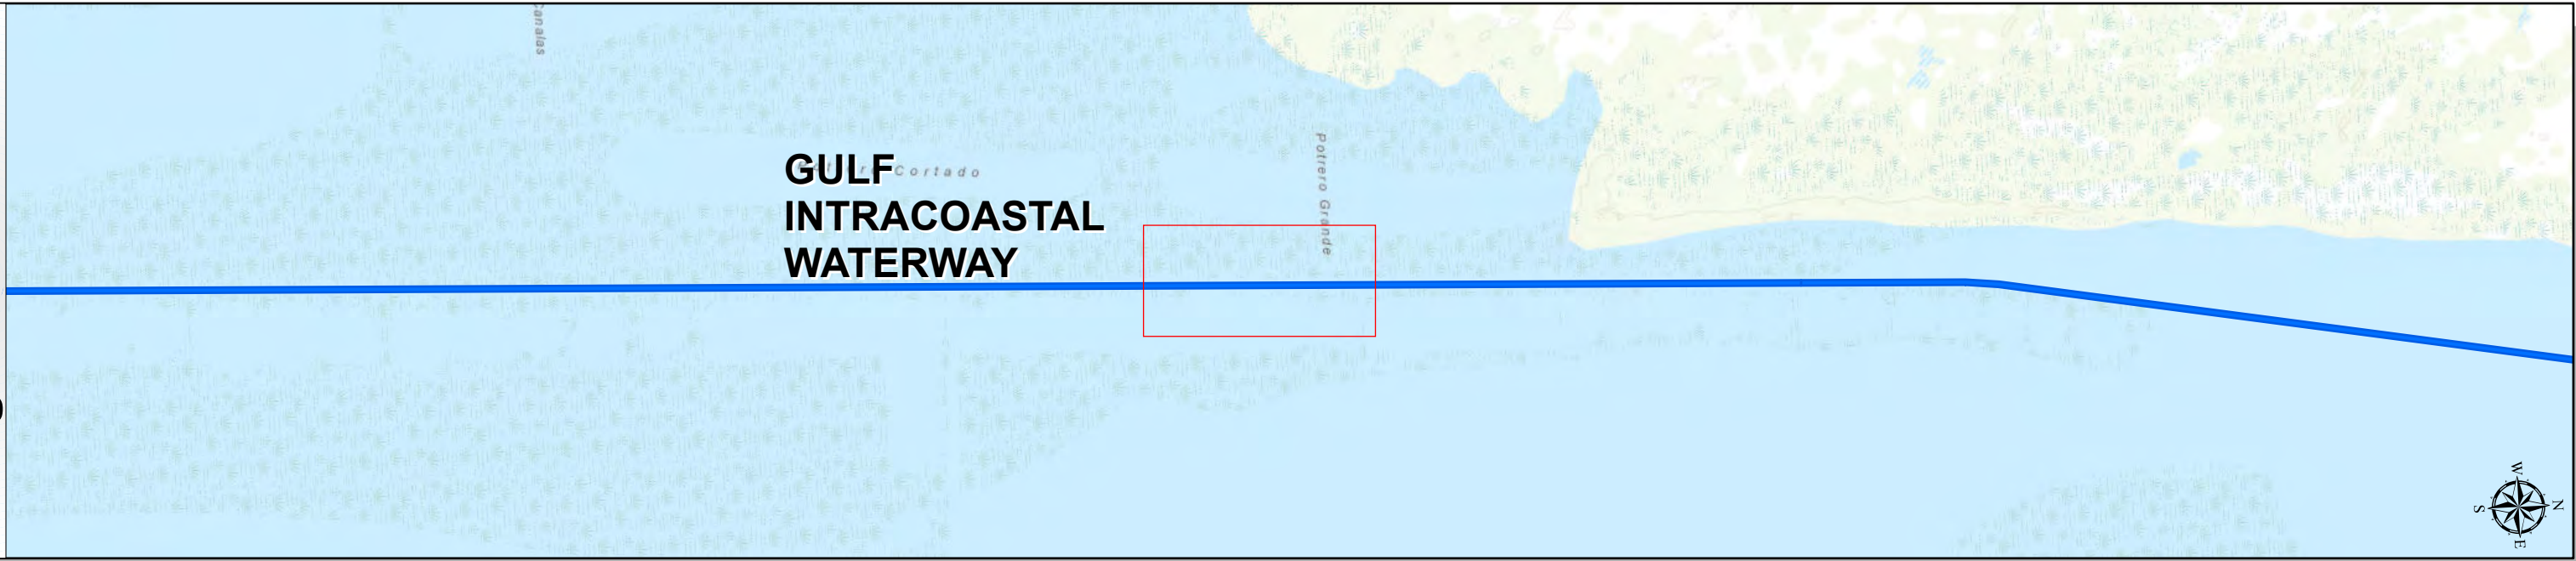 Canalas
GULF
INTRACOASTAL
WATERWAY
Cortado
Potrero Grande
W
N
S
E